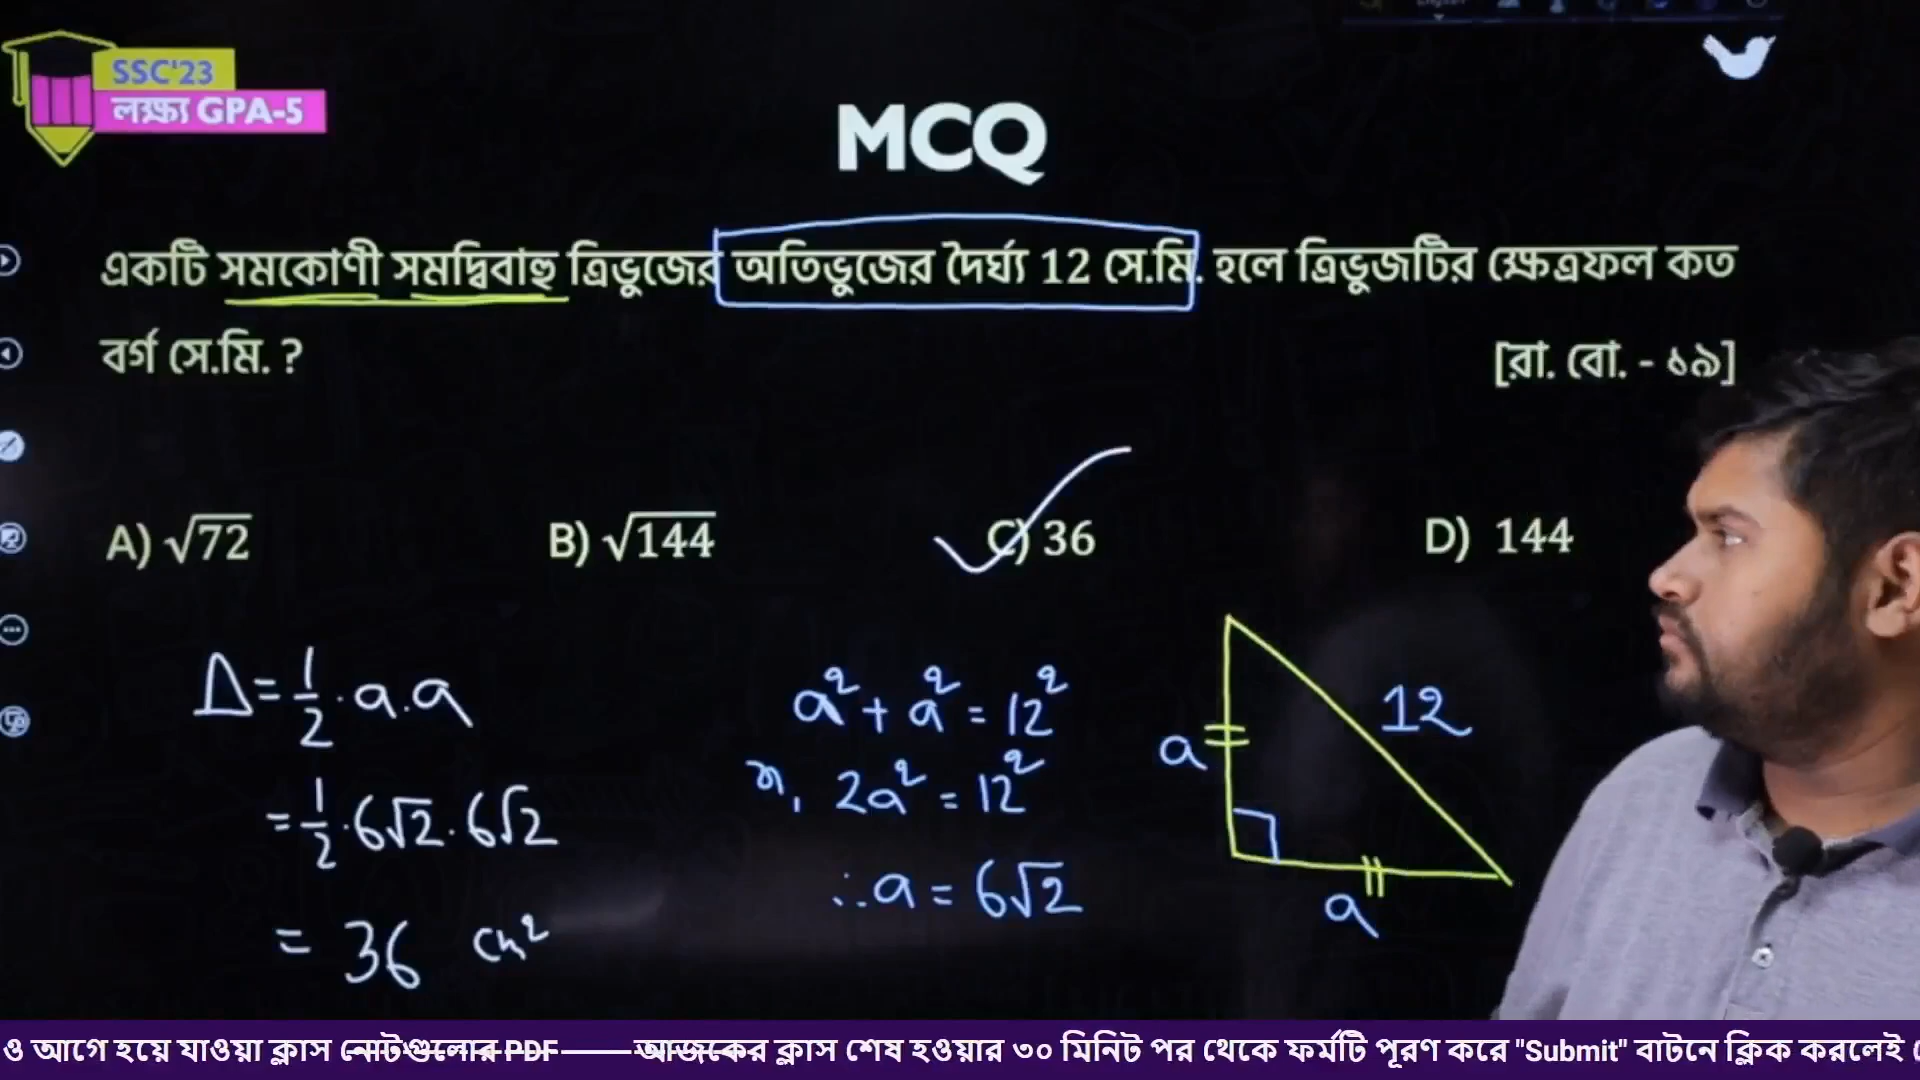 SSC'23
লক্ষ্য GPA-5
MCQ
একটি সমকোণী সমদ্বিবাহু ত্রিভুজের অতিভুজের দৈর্ঘ্য 12 সে.মি. হলে ত্রিভুজটির ক্ষেত্রফল কত
বর্গ সে.মি. ?
[রা. বো. - ১৯]
A) √72
B) √144
C) 36
D) 144
Δ = 1/2 · a . a
= 1/2 · 6√2 . 6√2
= 36 cm²
a² + a² = 12²
বা, 2a² = 12²
∴ a = 6√2
12
a
a
ও আগে হয়ে যাওয়া ক্লাস নোটগুলোর PDF —— আজকের ক্লাস শেষ হওয়ার ৩০ মিনিট পর থেকে ফর্মটি পূরণ করে "Submit" বাটনে ক্লিক করলেই